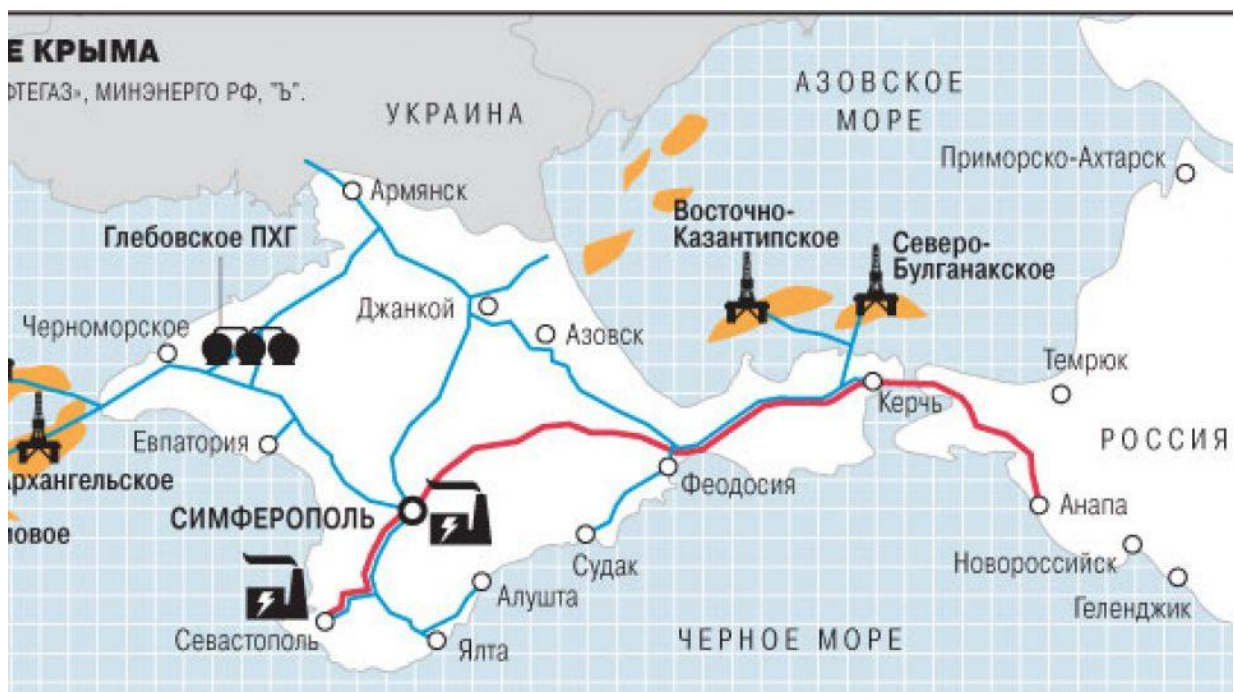 Е КРЫМА
ФТЕГАЗ», МИНЭНЕРГО РФ, "Ъ".
УКРАИНА
АЗОВСКОЕ
МОРЕ
Приморско-Ахтарск
Армянск
Глебовское ПХГ
Восточно-
Казантипское
Северо-
Булганакское
Черноморское
Джанкой
Азовск
Темрюк
Керчь
Евпатория
РОССИЯ
Архангельское
СИМФЕРОПОЛЬ
Феодосия
Анапа
ловое
Судак
Новороссийск
Алушта
Геленджик
Севастополь
Ялта
ЧЕРНОЕ МОРЕ